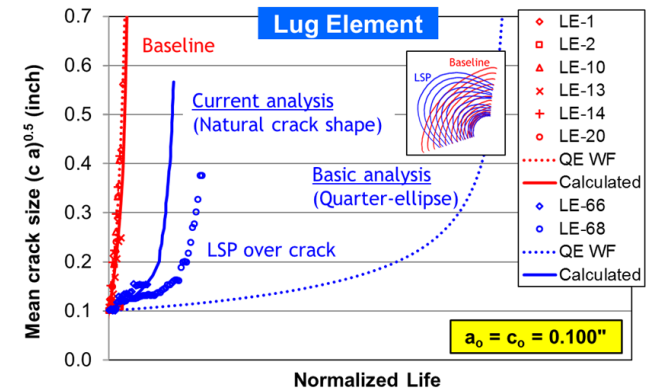 Lug Element
Mean crack size (c a)^0.5 (inch)
0.7
0.6
0.5
0.4
0.3
0.2
0.1
0.0
Baseline
Current analysis
(Natural crack shape)
Basic analysis
(Quarter-ellipse)
LSP over crack
Baseline
LSP
LE-1
LE-2
LE-10
LE-13
LE-14
LE-20
QE WF
Calculated
LE-66
LE-68
QE WF
Calculated
aₒ = cₒ = 0.100"
Normalized Life